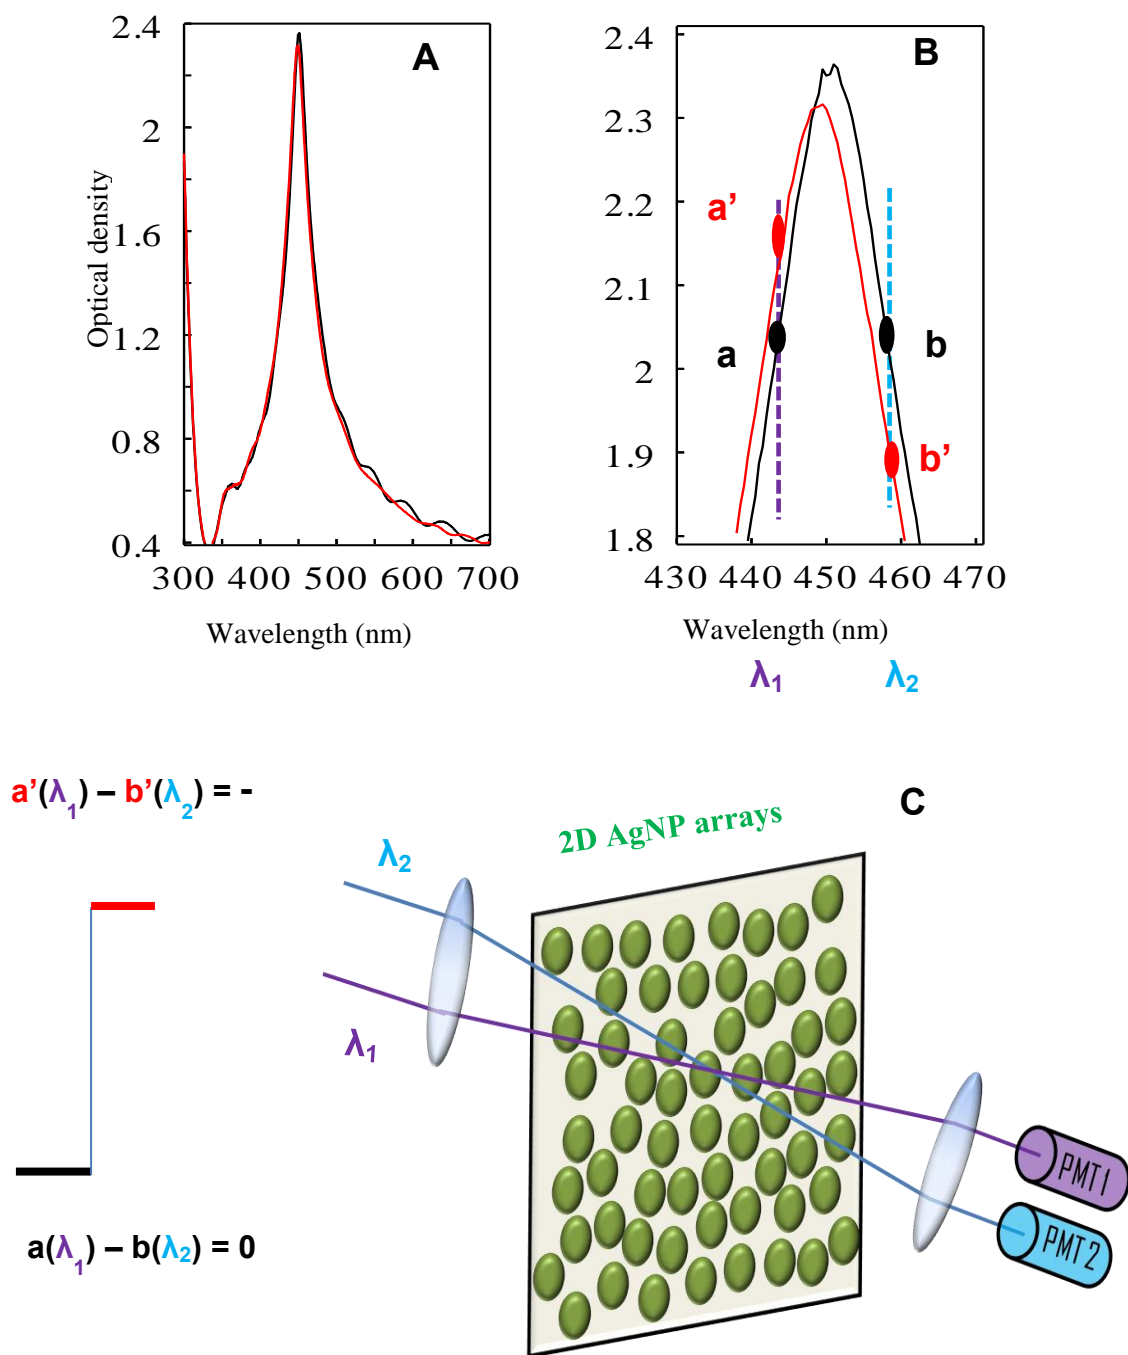 A
2.4
2
1.6
1.2
0.8
0.4
300 400 500 600 700
Optical density
Wavelength (nm)
B
2.4
2.3
2.2
2.1
2
1.9
1.8
a’
a
b
b’
430 440 450 460 470
Wavelength (nm)
λ1 λ2
a’(λ1) – b’(λ2) = -
a(λ1) – b(λ2) = 0
C
2D AgNP arrays
λ2
λ1
PMT1
PMT2